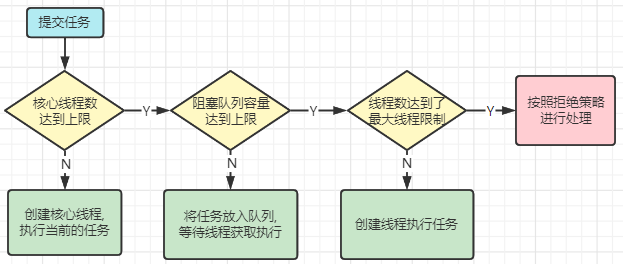 提交任务
核心线程数
达到上限
Y
阻塞队列容量
达到上限
Y
线程数达到了
最大线程限制
Y
按照拒绝策略
进行处理
N
N
N
创建核心线程,
执行当前的任务
将任务放入队列,
等待线程获取执行
创建线程执行任务